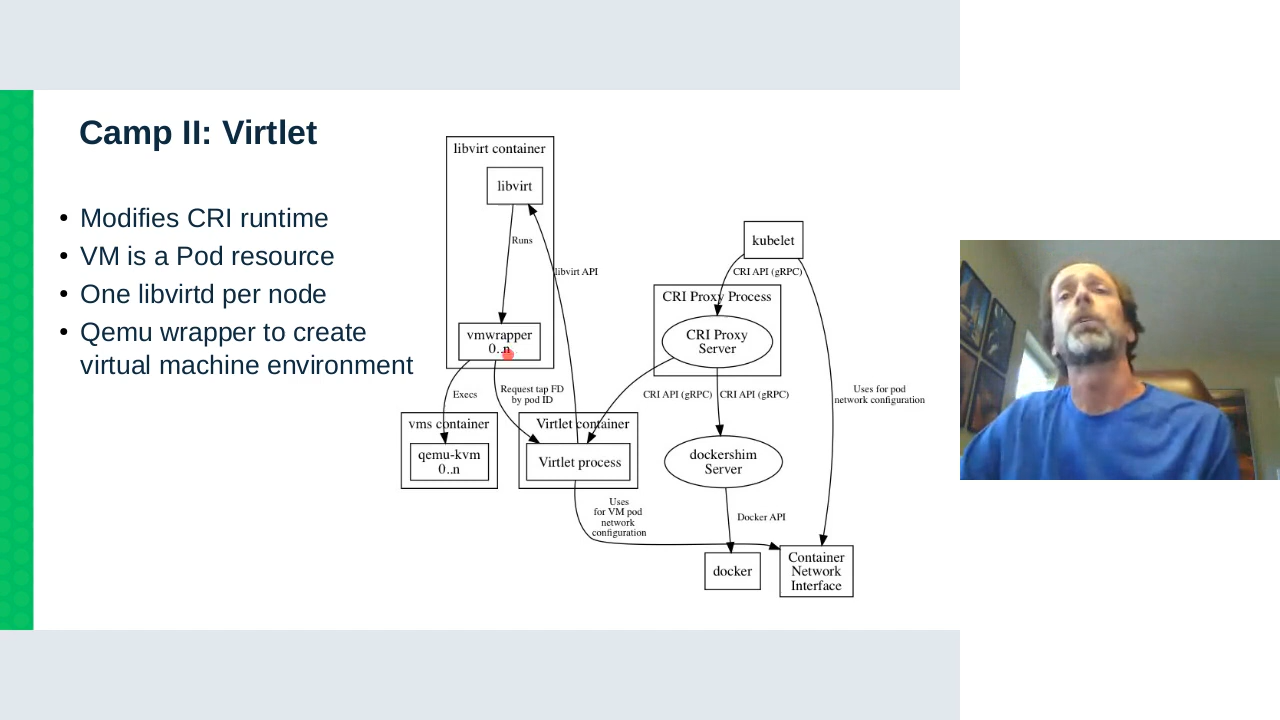 Camp II: Virtlet
• Modifies CRI runtime
• VM is a Pod resource
• One libvirtd per node
• Qemu wrapper to create
virtual machine environment
libvirt container
libvirt
Runs
libvirt API
vmwrapper
0..n
Execs
Request tap FD
by pod ID
vms container
qemu-kvm
0..n
Virtlet container
Virtlet process
Uses
for VM pod
network
configuration
kubelet
CRI API (gRPC)
CRI Proxy Process
CRI Proxy
Server
CRI API (gRPC)
CRI API (gRPC)
Uses for pod
network configuration
dockershim
Server
Docker API
docker
Container
Network
Interface